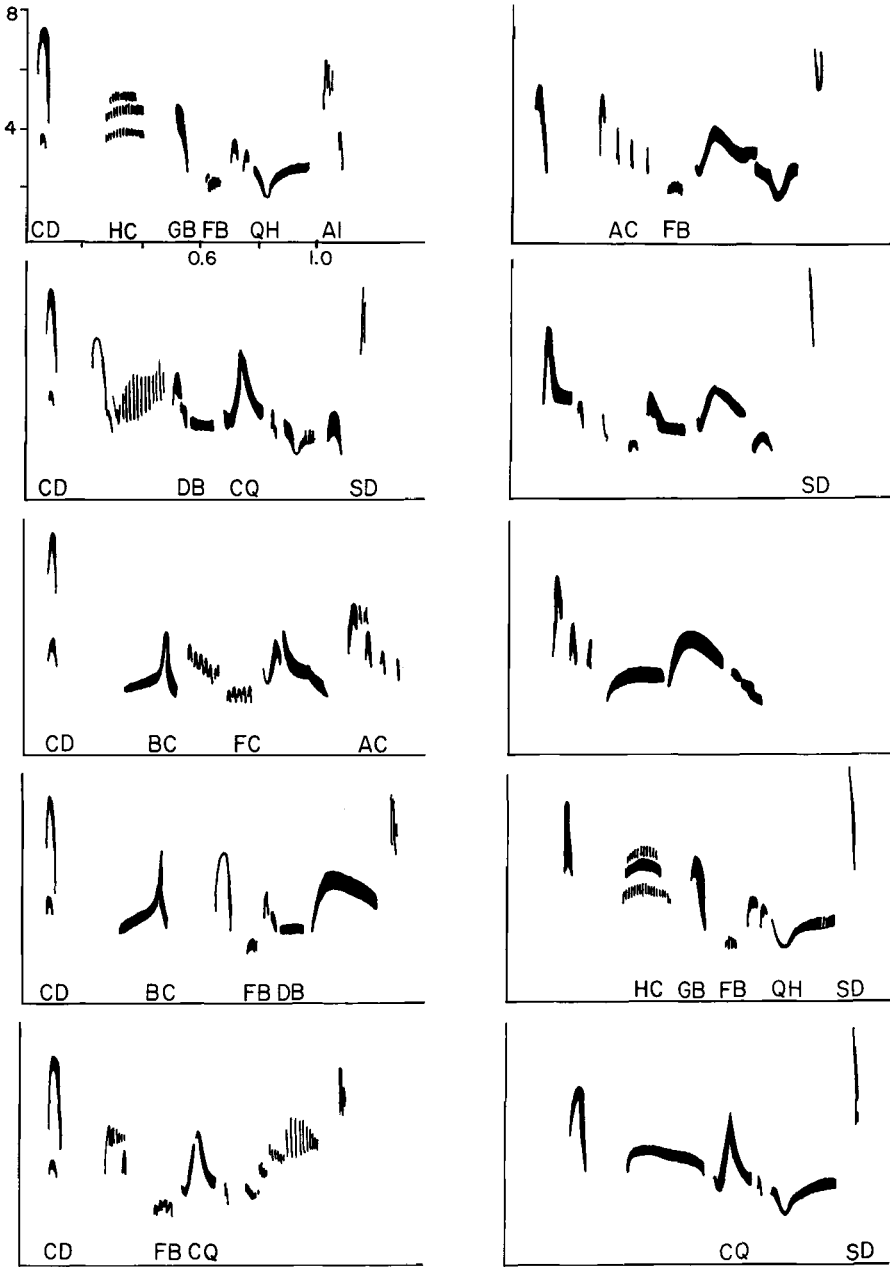 8
4
CD HC GB FB QH AI
0.6 1.0
AC FB
CD DB CQ SD
SD
CD BC FC AC
CD BC FB DB
HC GB FB QH SD
CD FB CQ
CQ SD